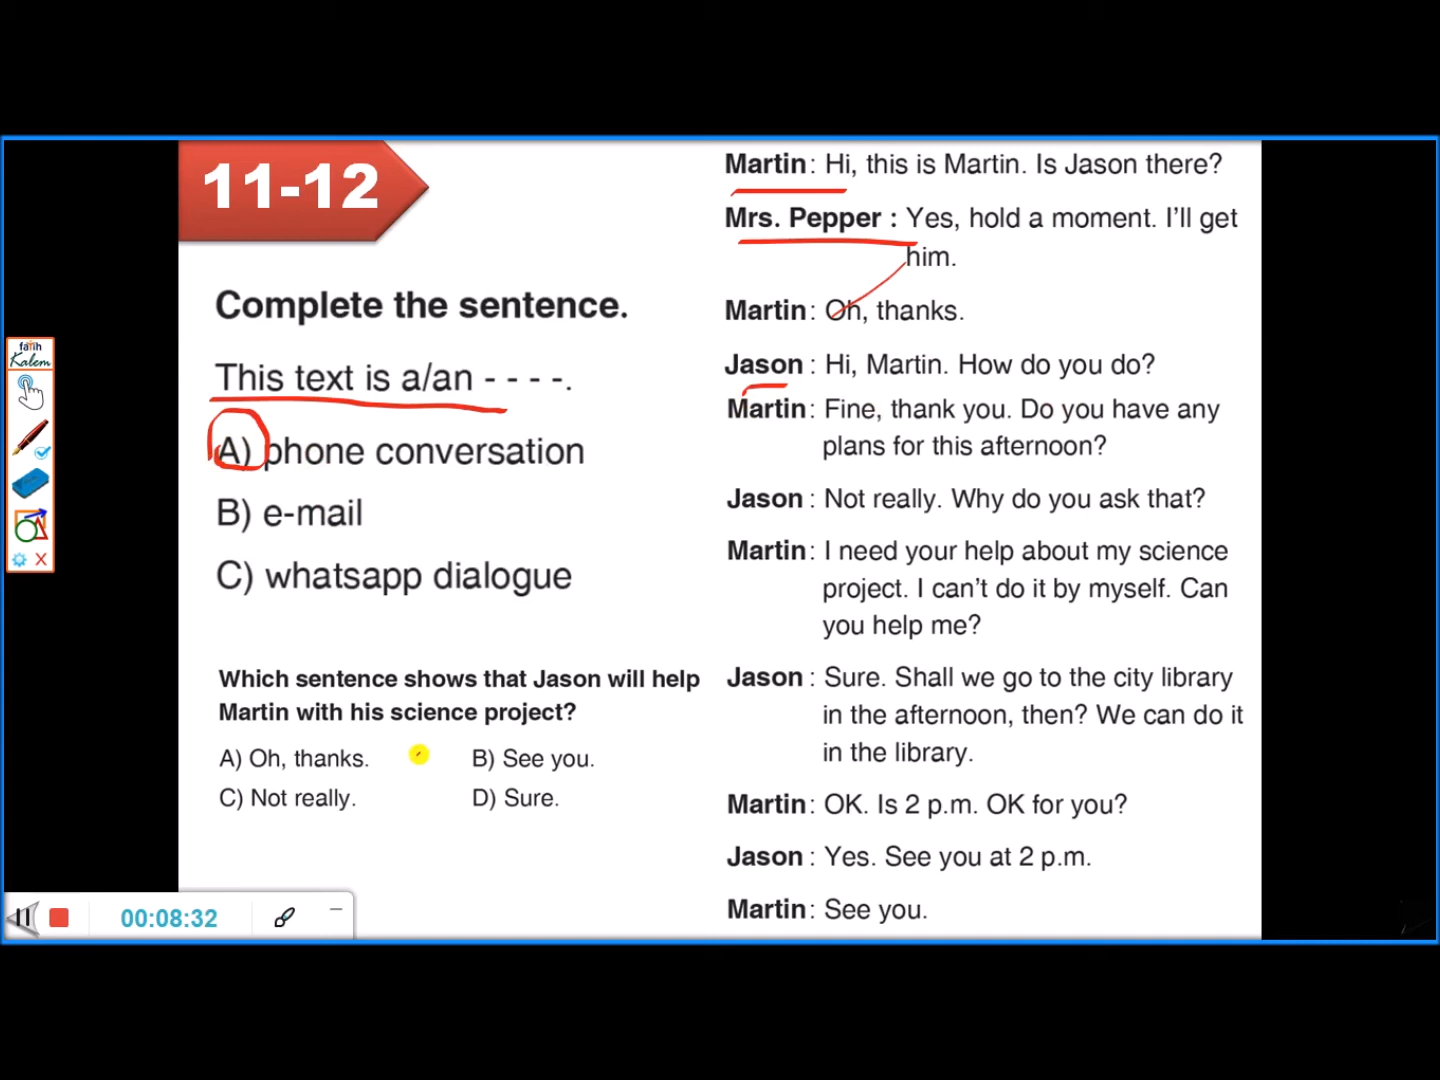 11-12
Complete the sentence.
This text is a/an - - - -.
A) phone conversation
B) e-mail
C) whatsapp dialogue
Which sentence shows that Jason will help
Martin with his science project?
A) Oh, thanks.
B) See you.
C) Not really.
D) Sure.
Martin: Hi, this is Martin. Is Jason there?
Mrs. Pepper : Yes, hold a moment. I'll get
him.
Martin: Oh, thanks.
Jason : Hi, Martin. How do you do?
Martin: Fine, thank you. Do you have any
plans for this afternoon?
Jason : Not really. Why do you ask that?
Martin: I need your help about my science
project. I can't do it by myself. Can
you help me?
Jason : Sure. Shall we go to the city library
in the afternoon, then? We can do it
in the library.
Martin: OK. Is 2 p.m. OK for you?
Jason : Yes. See you at 2 p.m.
Martin: See you.
fatih
Kalem
X
00:08:32